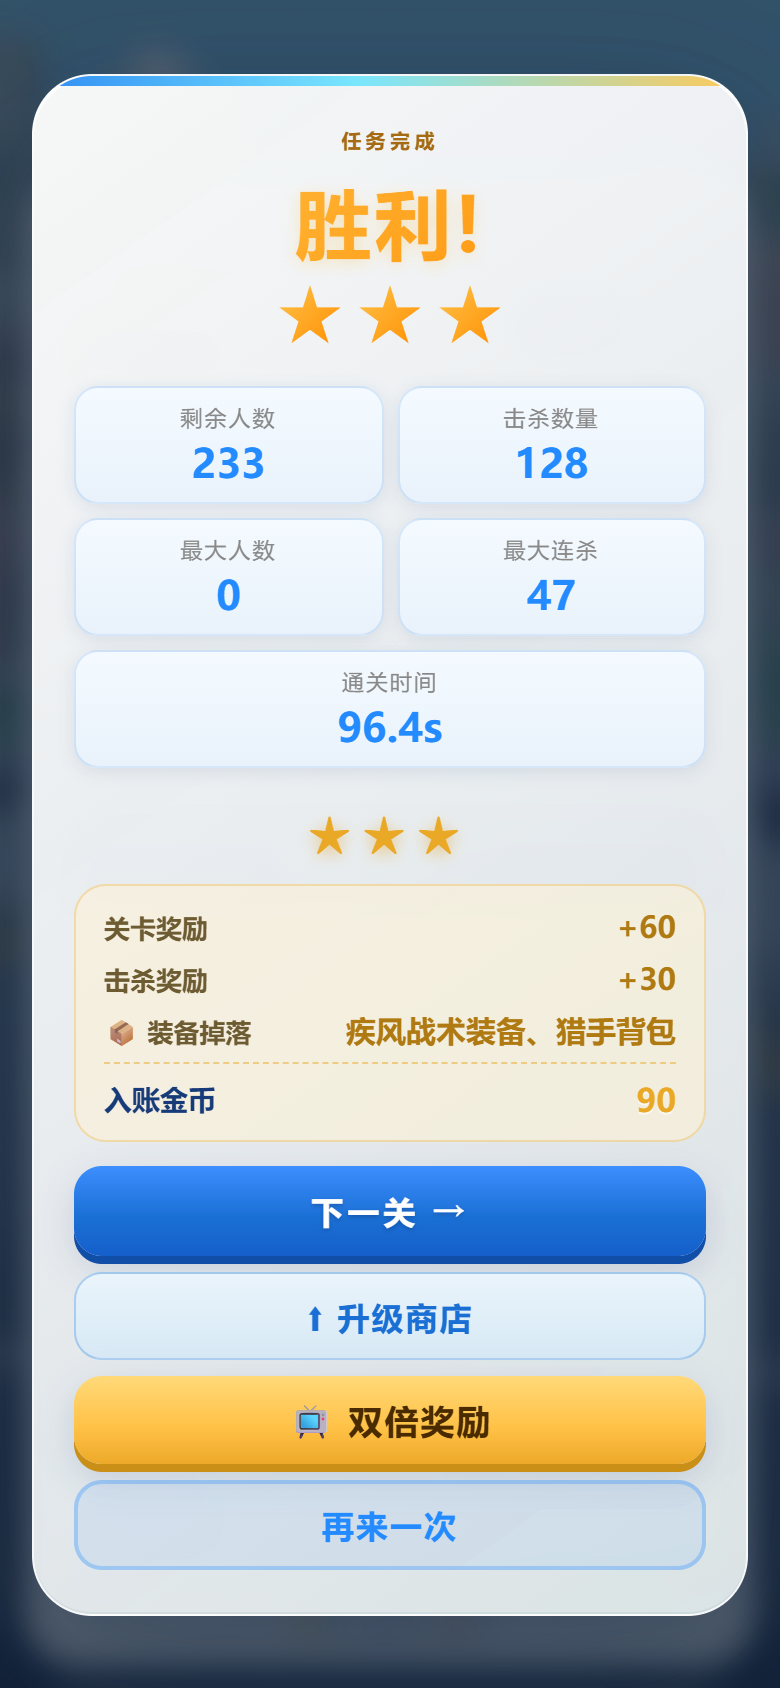 任务完成
胜利!
剩余人数
233
击杀数量
128
最大人数
0
最大连杀
47
通关时间
96.4s
关卡奖励 +60
击杀奖励 +30
装备掉落 疾风战术装备、猎手背包
入账金币 90
下一关 →
⬆ 升级商店
双倍奖励
再来一次